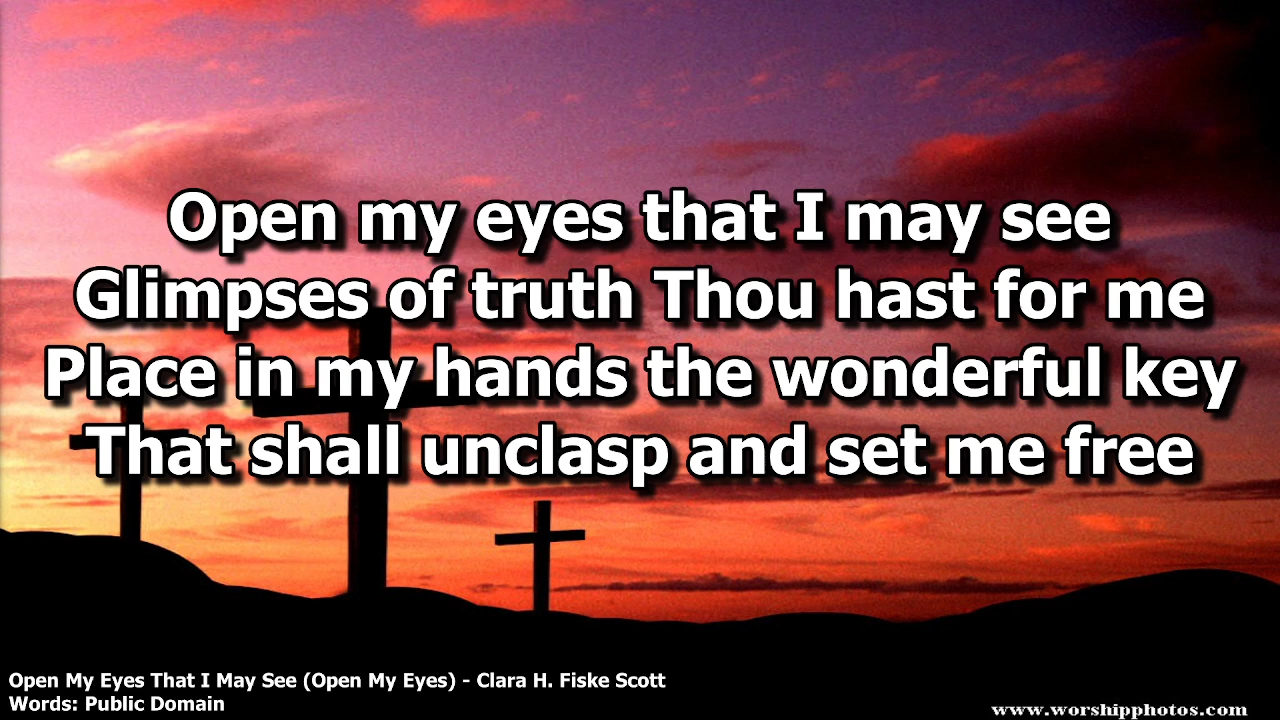 Open my eyes that I may see
Glimpses of truth Thou hast for me
Place in my hands the wonderful key
That shall unclasp and set me free
Open My Eyes That I May See (Open My Eyes) - Clara H. Fiske Scott
Words: Public Domain
www.worshipphotos.com